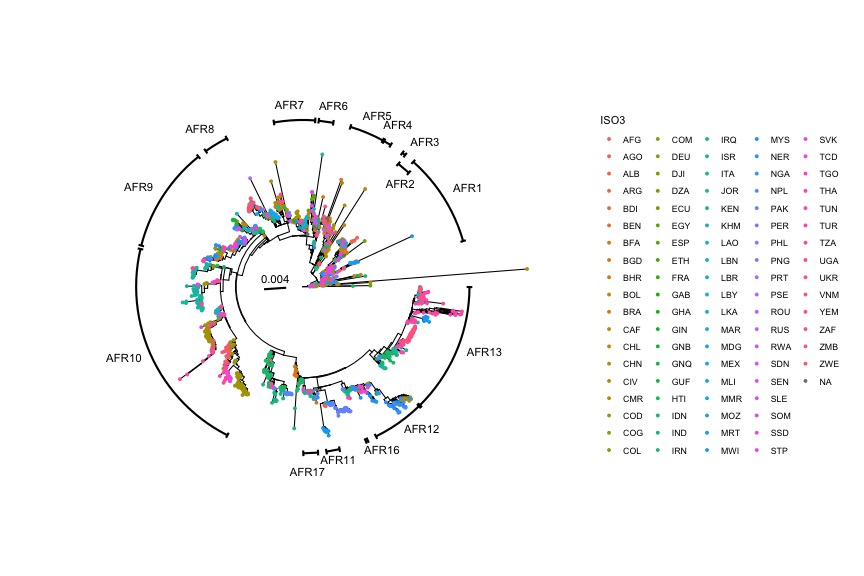 AFR7
AFR6
AFR5
AFR4
AFR8
AFR3
AFR9
AFR2
AFR1
0.004
AFR10
AFR13
AFR12
AFR16
AFR11
AFR17
ISO3
AFG COM IRQ MYS SVK
AGO DEU ISR NER TCD
ALB DJI ITA NGA TGO
ARG DZA JOR NPL THA
BDI ECU KEN PAK TUN
BEN EGY KHM PER TUR
BFA ESP LAO PHL TZA
BGD ETH LBN PNG UGA
BHR FRA LBR PRT UKR
BOL GAB LBY PSE VNM
BRA GHA LKA ROU YEM
CAF GIN MAR RUS ZAF
CHL GNB MDG RWA ZMB
CHN GNQ MEX SDN ZWE
CIV GUF MLI SEN NA
CMR HTI MMR SLE
COD IDN MOZ SOM
COG IND MRT SSD
COL IRN MWI STP